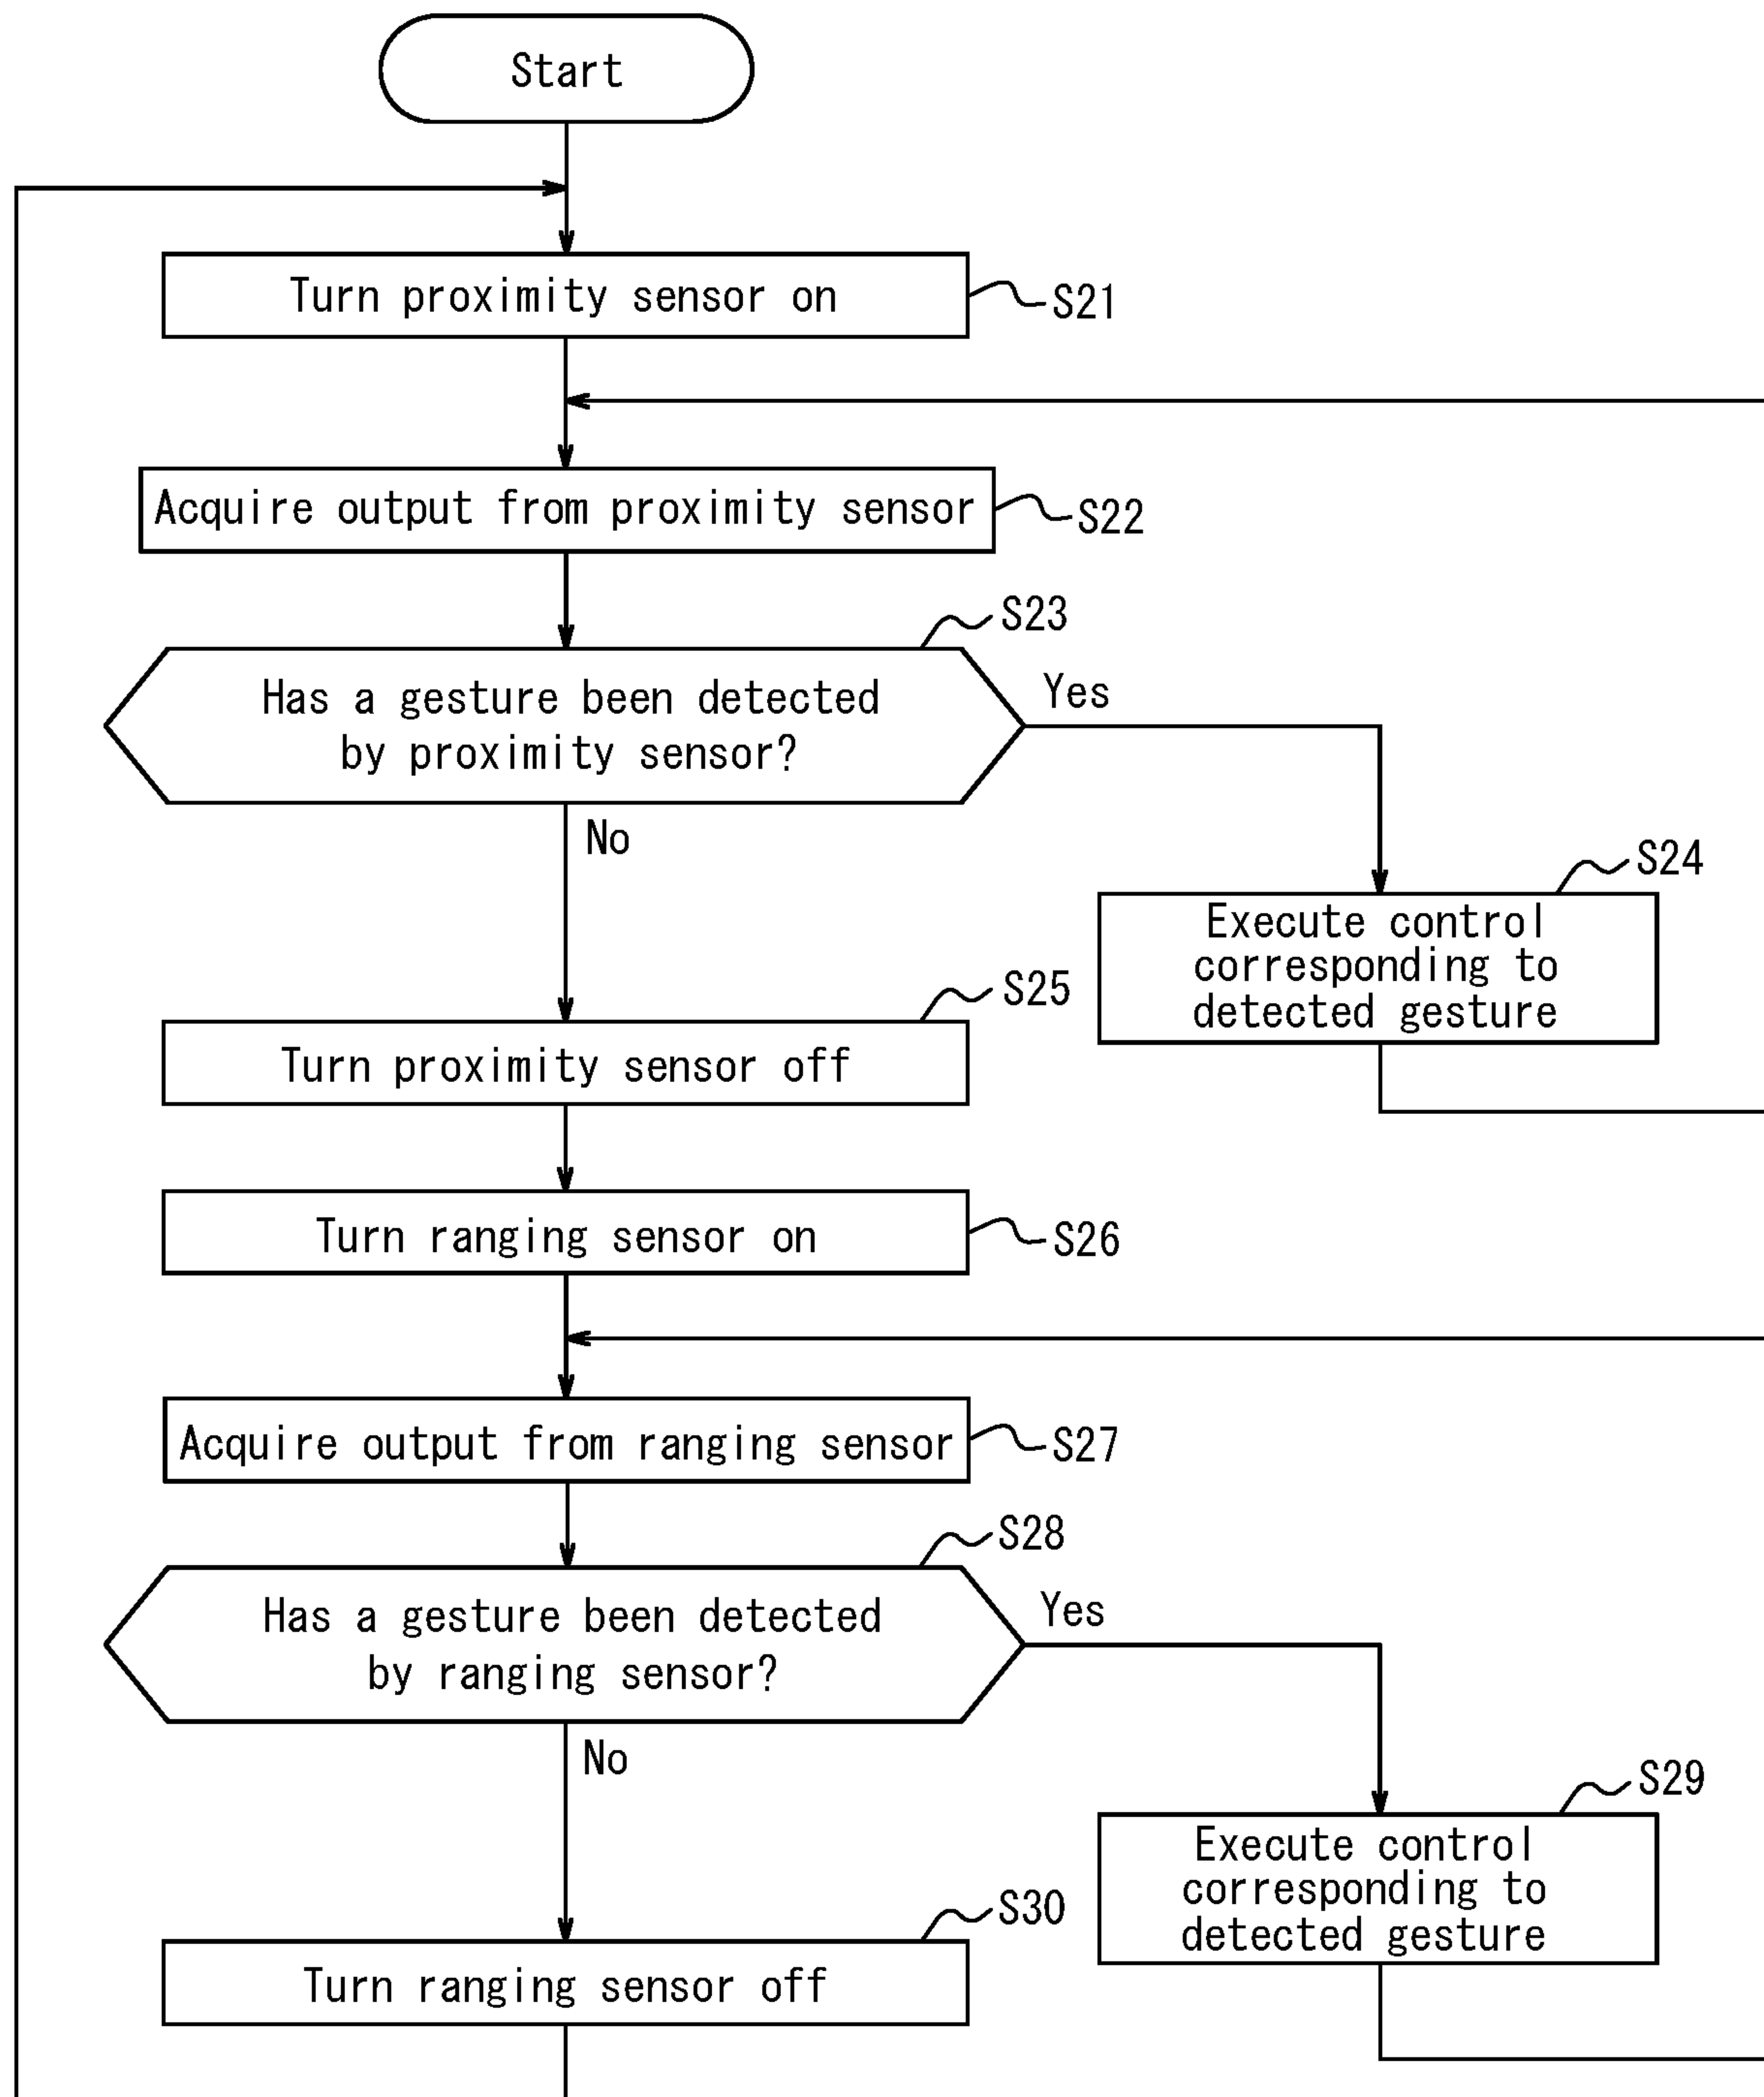 Start
Turn proximity sensor on
S21
Acquire output from proximity sensor
S22
S23
Has a gesture been detected
by proximity sensor?
Yes
No
S24
Execute control
corresponding to
detected gesture
S25
Turn proximity sensor off
Turn ranging sensor on
S26
Acquire output from ranging sensor
S27
S28
Has a gesture been detected
by ranging sensor?
Yes
No
S29
Execute control
corresponding to
detected gesture
S30
Turn ranging sensor off